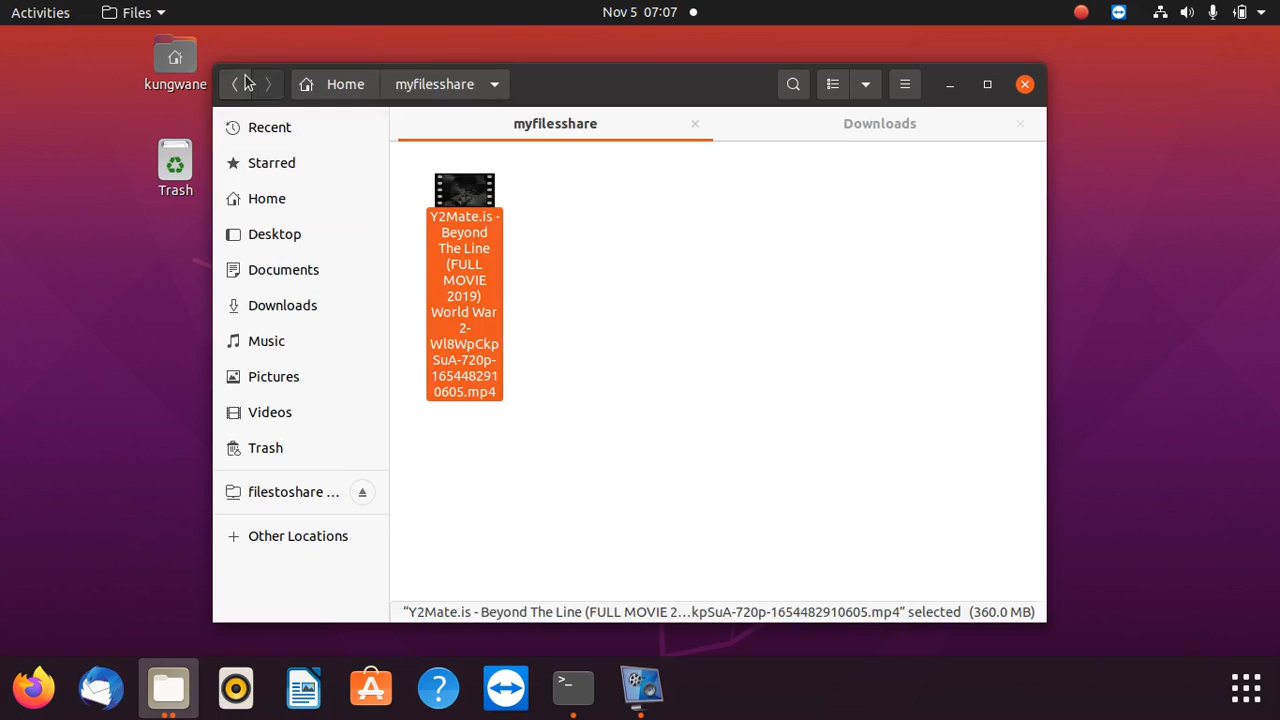 Activities
Files
Nov 5 07:07
kungwane
Trash
Home
myfilesshare
myfilesshare
Downloads
Recent
Starred
Home
Desktop
Documents
Downloads
Music
Pictures
Videos
Trash
filestoshare ...
Other Locations
Y2Mate.is -
Beyond
The Line
(FULL
MOVIE
2019)
World War
2-
Wl8WpCkp
SuA-720p-
165448291
0605.mp4
“Y2Mate.is - Beyond The Line (FULL MOVIE 2…kpSuA-720p-1654482910605.mp4” selected (360.0 MB)